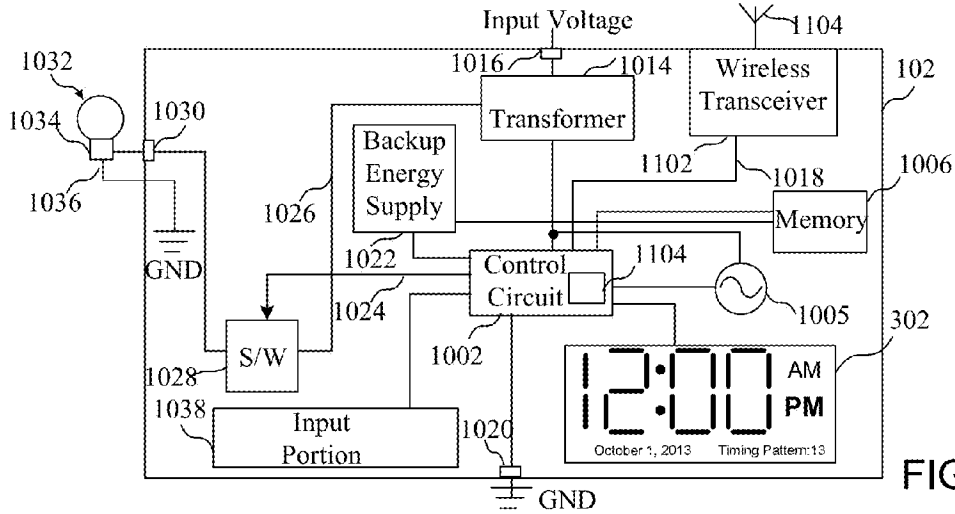 Input Voltage
1104
1032
1016
1014
Wireless
Transceiver
102
1034
1030
Transformer
Backup
Energy
Supply
1102
1018
1006
1036
1026
Memory
GND
1022
Control
Circuit
1104
1024
1005
302
S/W
1002
1028
12:00
AM
PM
1038
Input
Portion
1020
October 1, 2013
Timing Pattern:13
GND
FIG